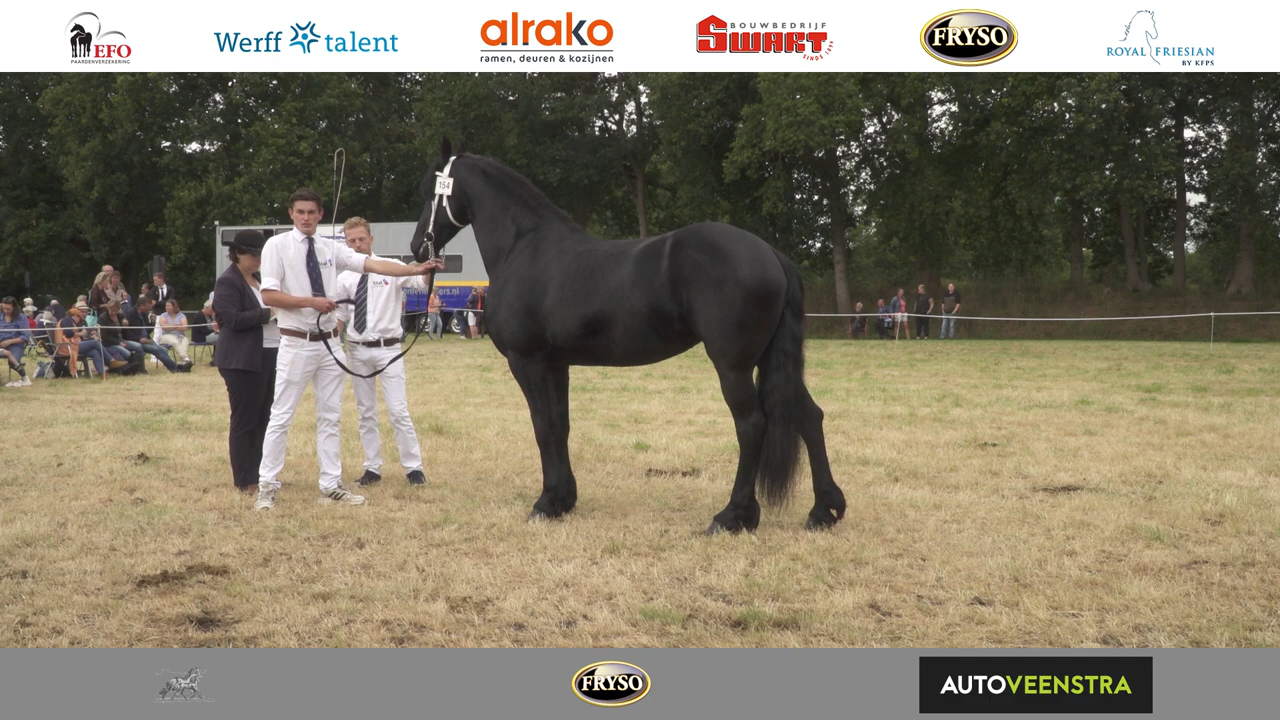 EFO
PAARDENVERZEKERING
Werff talent
alrako
ramen, deuren & kozijnen
BOUWBEDRIJF
SWART
FRYSO
ROYAL FRIESIAN
BY KFPS
154
FRYSO
AUTOVEENSTRA